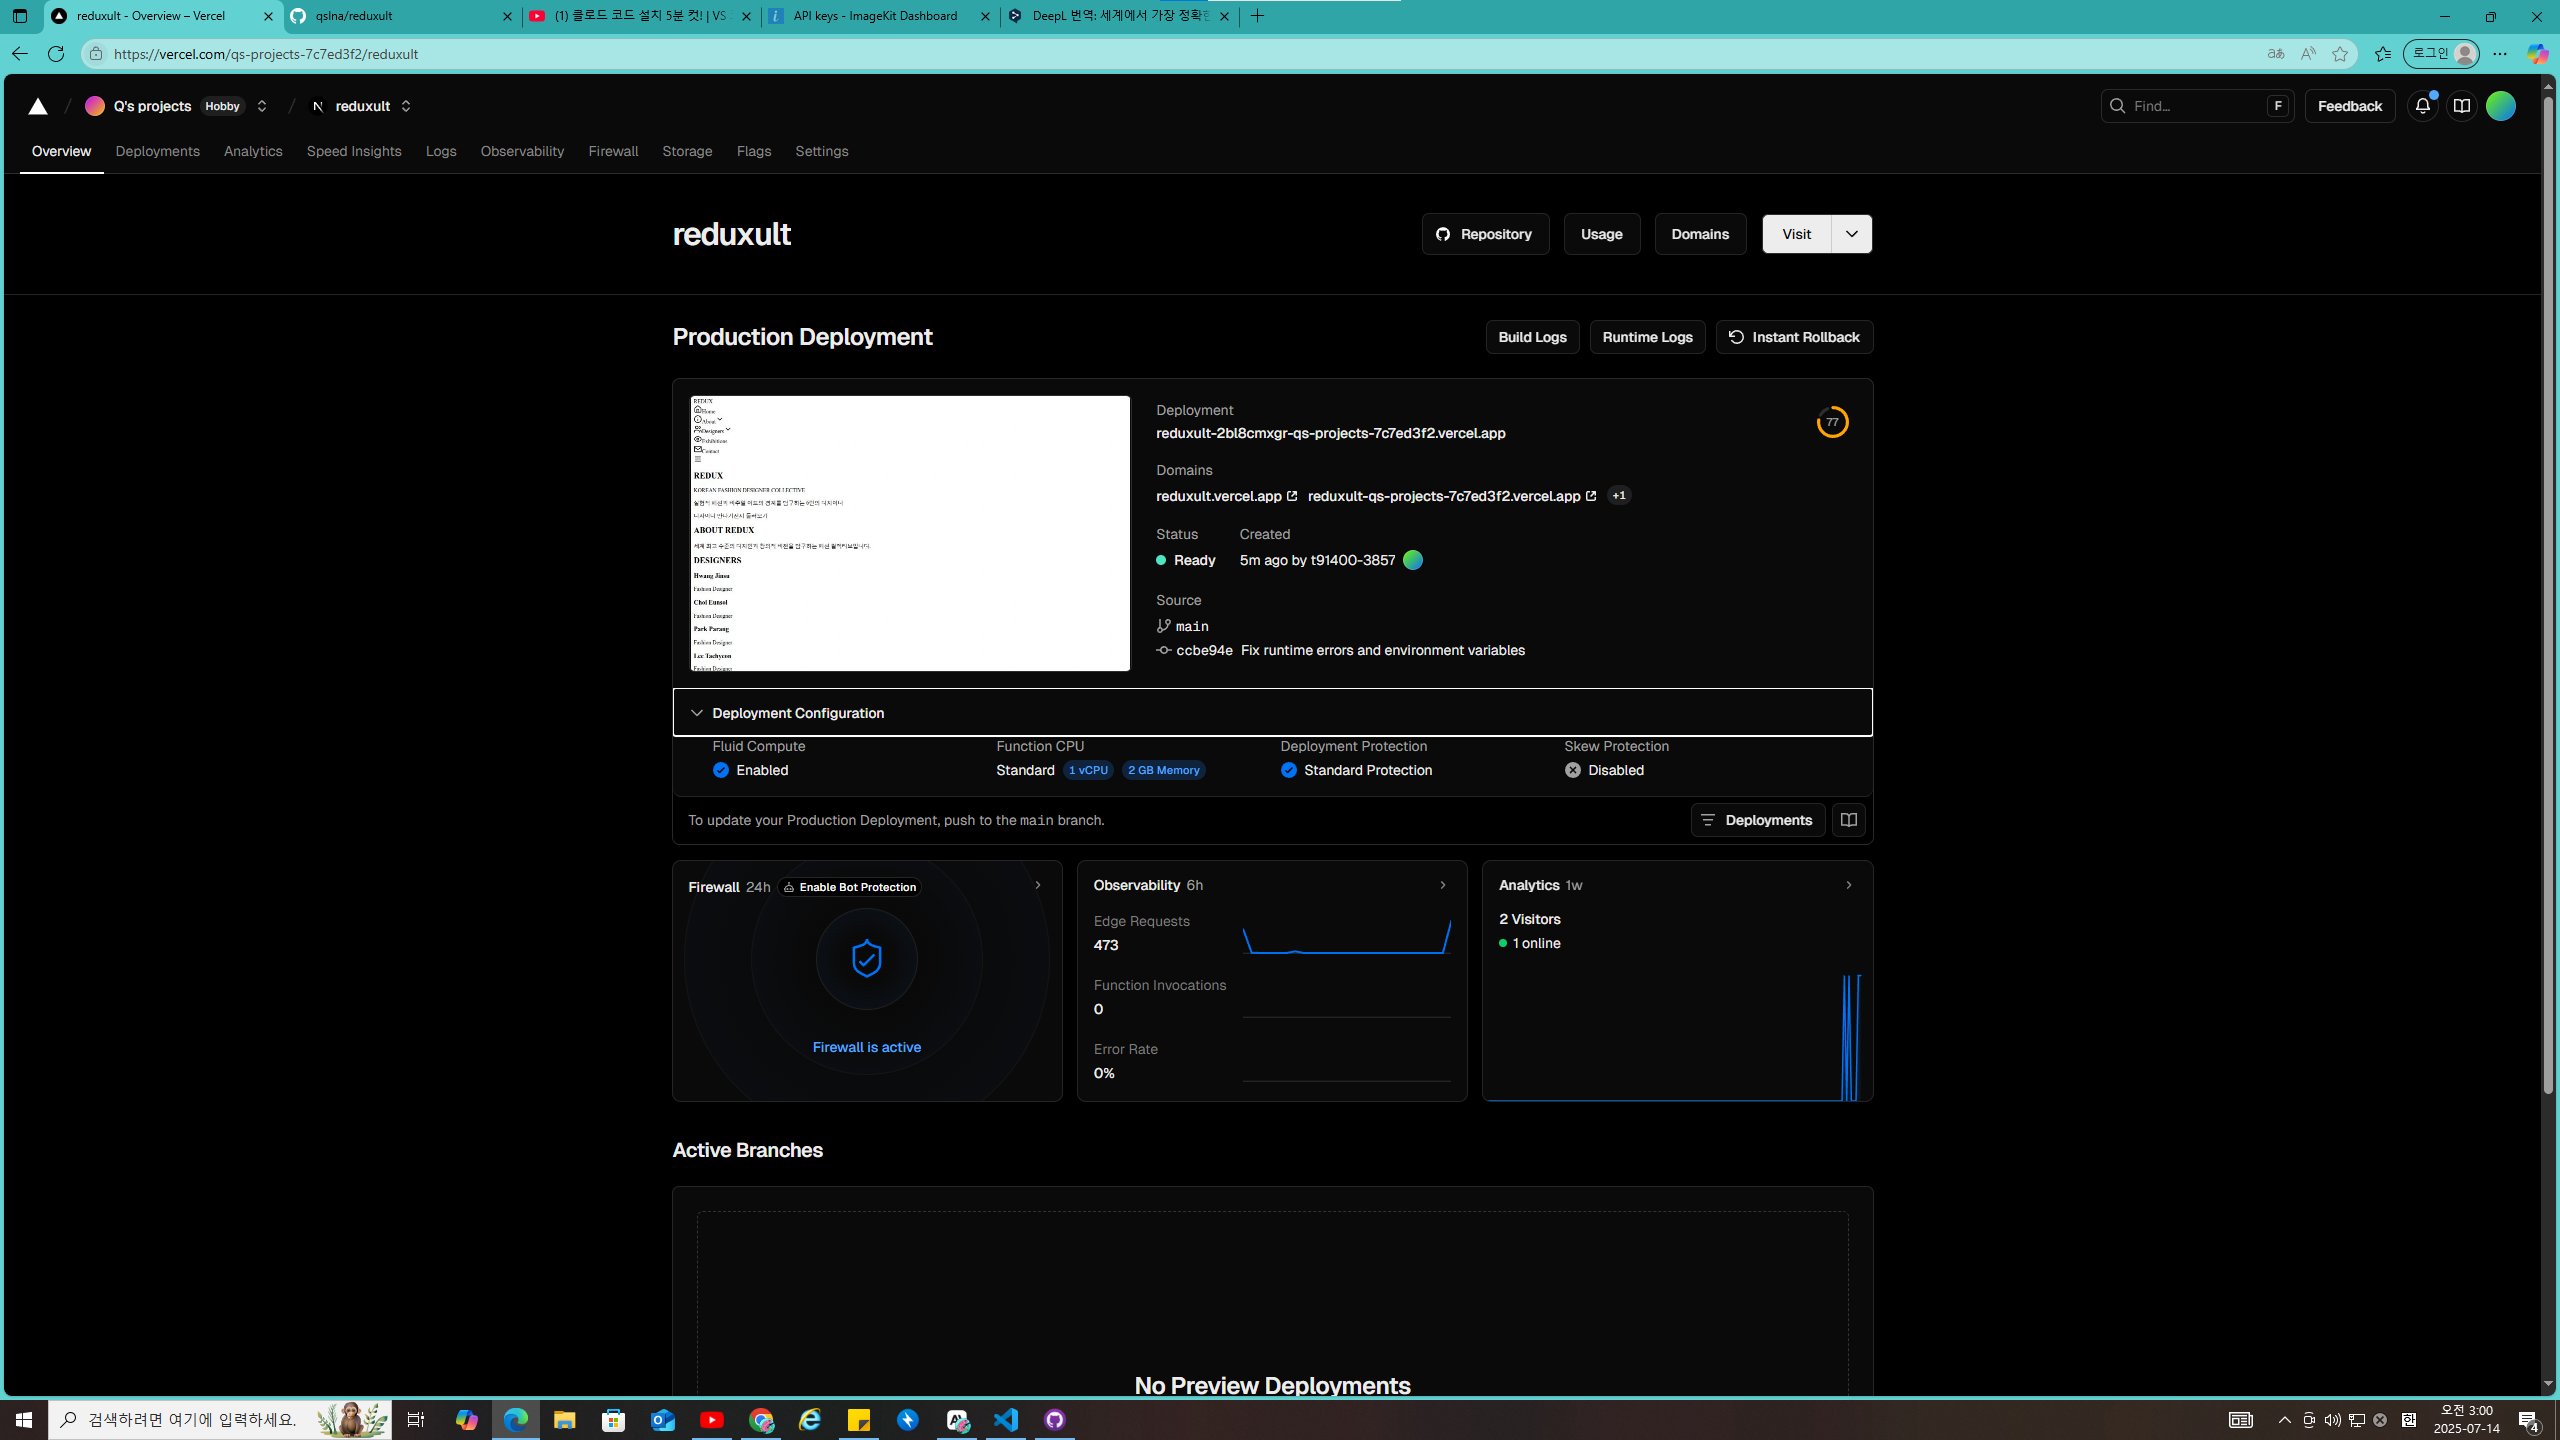 reduxult - Overview – Vercel
qslna/reduxult
(1) 클로드 코드 설치 5분 컷! | VS
API keys - ImageKit Dashboard
DeepL 번역: 세계에서 가장 정확한
https://vercel.com/qs-projects-7c7ed3f2/reduxult
로그인
Q's projects Hobby
reduxult
Find...
F
Feedback
Overview
Deployments
Analytics
Speed Insights
Logs
Observability
Firewall
Storage
Flags
Settings
reduxult
Repository
Usage
Domains
Visit
Production Deployment
Build Logs
Runtime Logs
Instant Rollback
REDUX
Home
About
Designers
Exhibitions
Contact
REDUX
KOREAN FASHION DESIGNER COLLECTIVE
ABOUT REDUX
DESIGNERS
Hwang Jinsu
Fashion Designer
Choi Eunsol
Fashion Designer
Park Parang
Fashion Designer
Lee Taehyeon
Fashion Designer
Deployment
reduxult-2bl8cmxgr-qs-projects-7c7ed3f2.vercel.app
77
Domains
reduxult.vercel.app
reduxult-qs-projects-7c7ed3f2.vercel.app
+1
Status
Created
Ready
5m ago by t91400-3857
Source
main
ccbe94e Fix runtime errors and environment variables
Deployment Configuration
Fluid Compute
Enabled
Function CPU
Standard 1 vCPU 2 GB Memory
Deployment Protection
Standard Protection
Skew Protection
Disabled
To update your Production Deployment, push to the main branch.
Deployments
Firewall 24h Enable Bot Protection
Firewall is active
Observability 6h
Edge Requests
473
Function Invocations
0
Error Rate
0%
Analytics 1w
2 Visitors
1 online
Active Branches
No Preview Deployments
검색하려면 여기에 입력하세요.
오전 3:00
2025-07-14
4